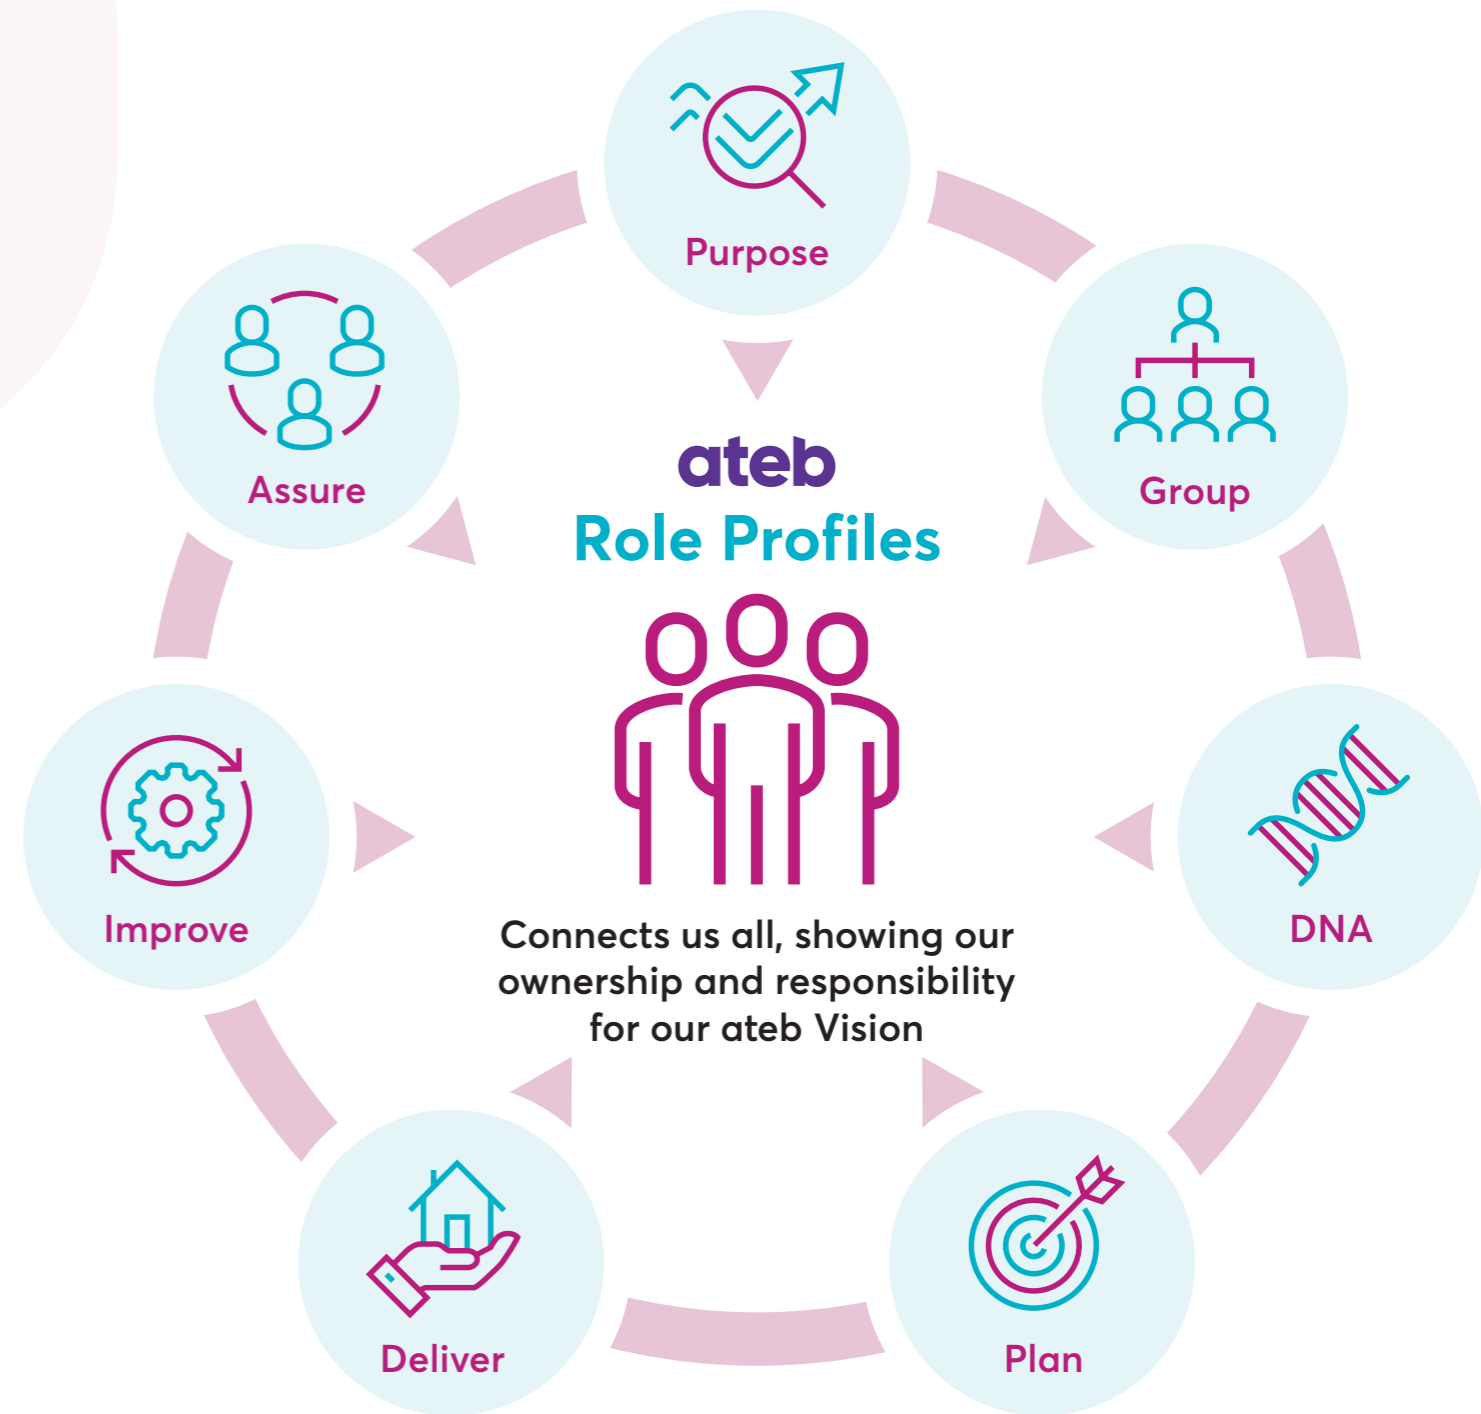 Purpose
Assure
Group
ateb
Role Profiles
Improve
DNA
Connects us all, showing our
ownership and responsibility
for our ateb Vision
Deliver
Plan